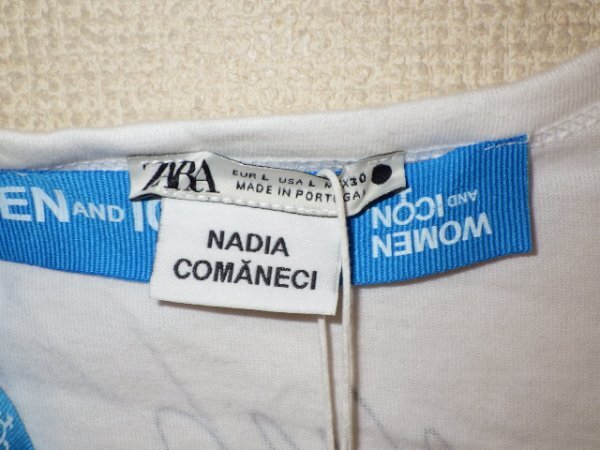 ZARA
EUR L USA L MEX 30
MADE IN PORTUGAL
EN AND IC
NADIA
COMĂNECI
WOMEN
AND ICON